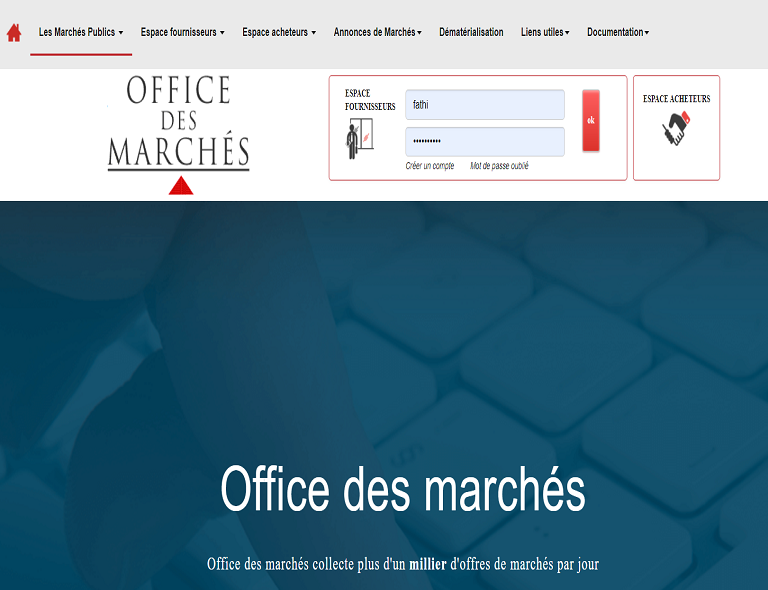 Les Marchés Publics Espace fournisseurs Espace acheteurs Annonces de Marchés Dématérialisation Liens utiles Documentation
OFFICE
DES
MARCHÉS
ESPACE
FOURNISSEURS
fathi
••••••••••
ok
Créer un compte Mot de passe oublié
ESPACE ACHETEURS
Office des marchés
Office des marchés collecte plus d'un millier d'offres de marchés par jour